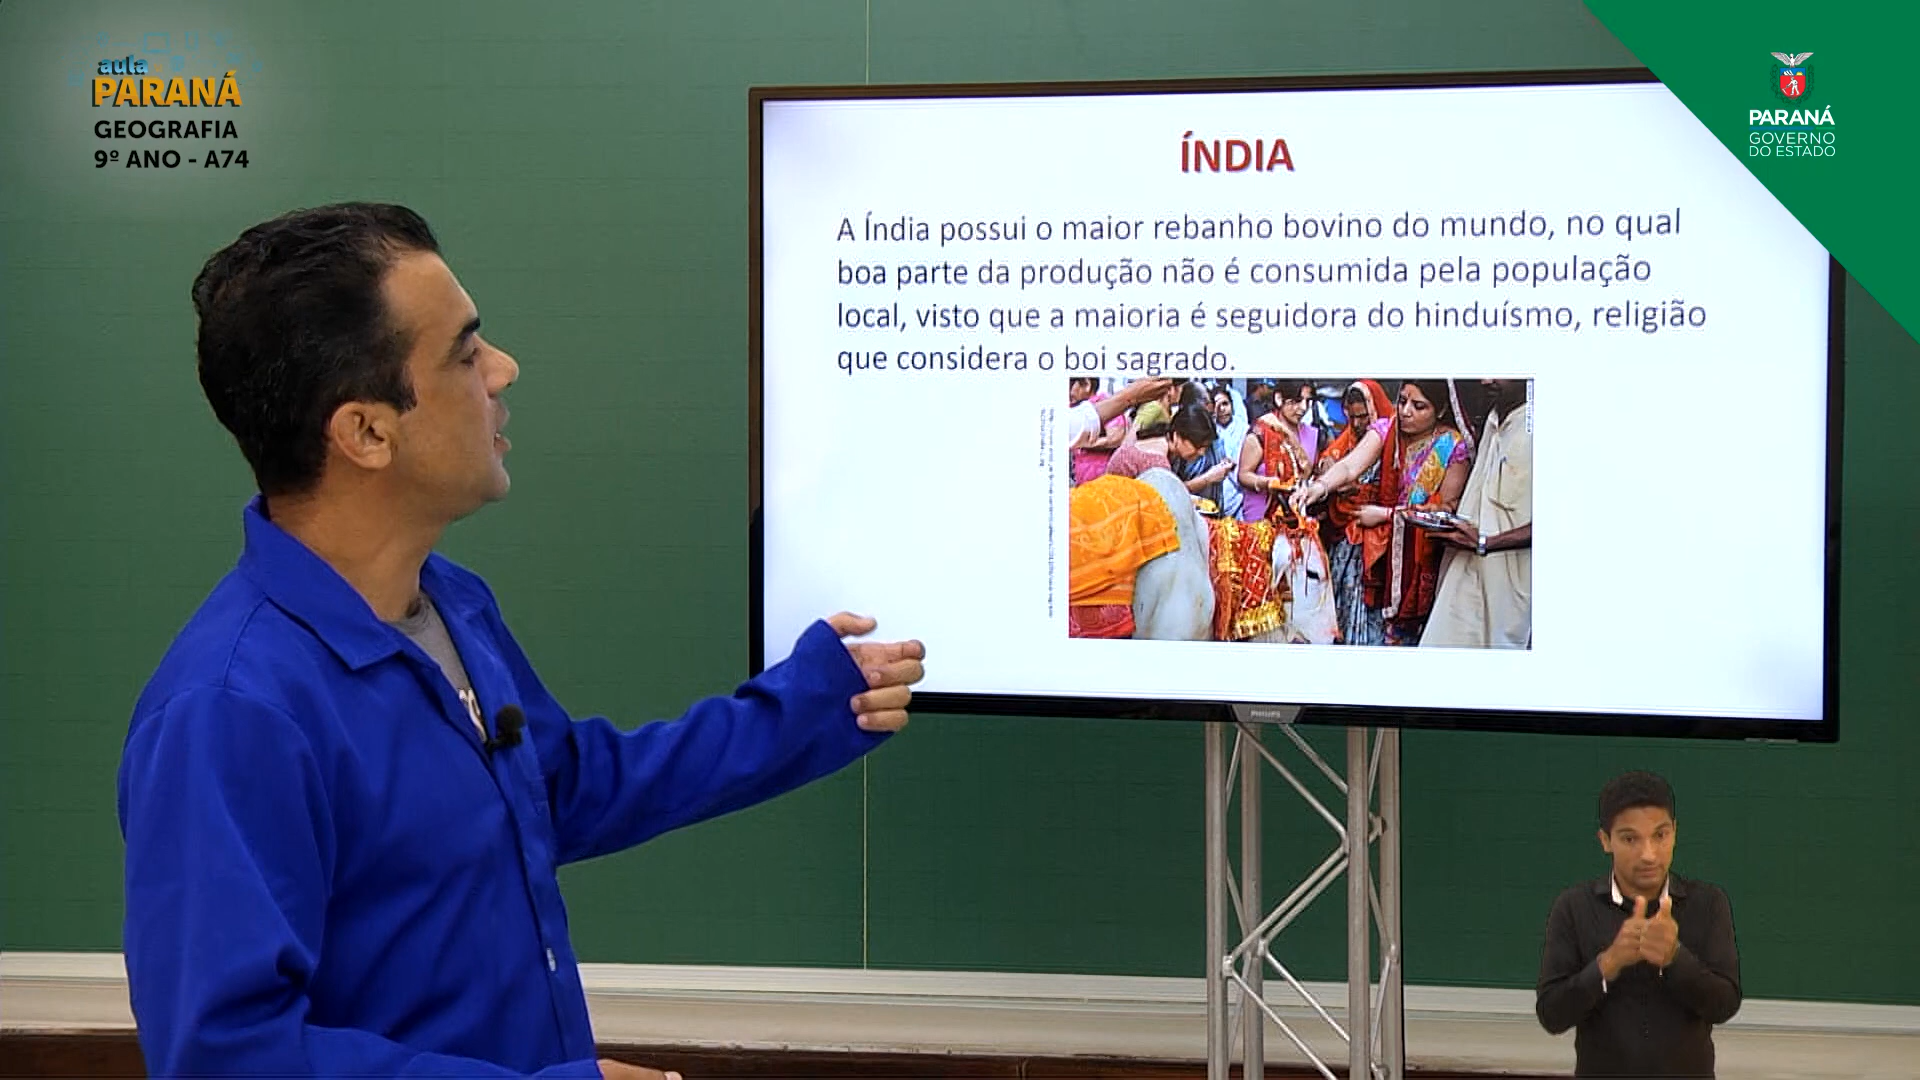 aula
PARANÁ
GEOGRAFIA
9º ANO - A74
PARANÁ
GOVERNO
DO ESTADO
ÍNDIA
A Índia possui o maior rebanho bovino do mundo, no qual
boa parte da produção não é consumida pela população
local, visto que a maioria é seguidora do hinduísmo, religião
que considera o boi sagrado.
PHILIPS